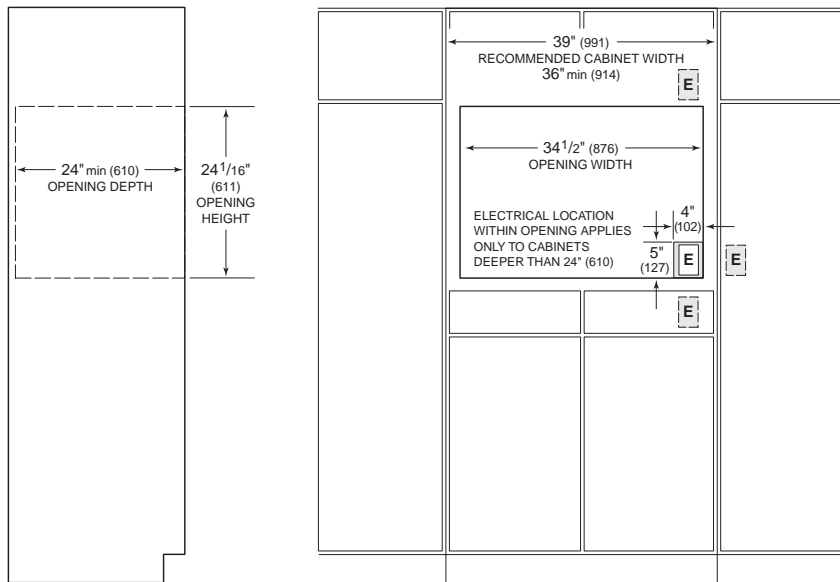 24" min (610)
OPENING DEPTH
24 1/16"
(611)
OPENING
HEIGHT
39" (991)
RECOMMENDED CABINET WIDTH
36" min (914)
E
34 1/2" (876)
OPENING WIDTH
ELECTRICAL LOCATION
WITHIN OPENING APPLIES
ONLY TO CABINETS
DEEPER THAN 24" (610)
4"
(102)
5"
(127)
E
E
E